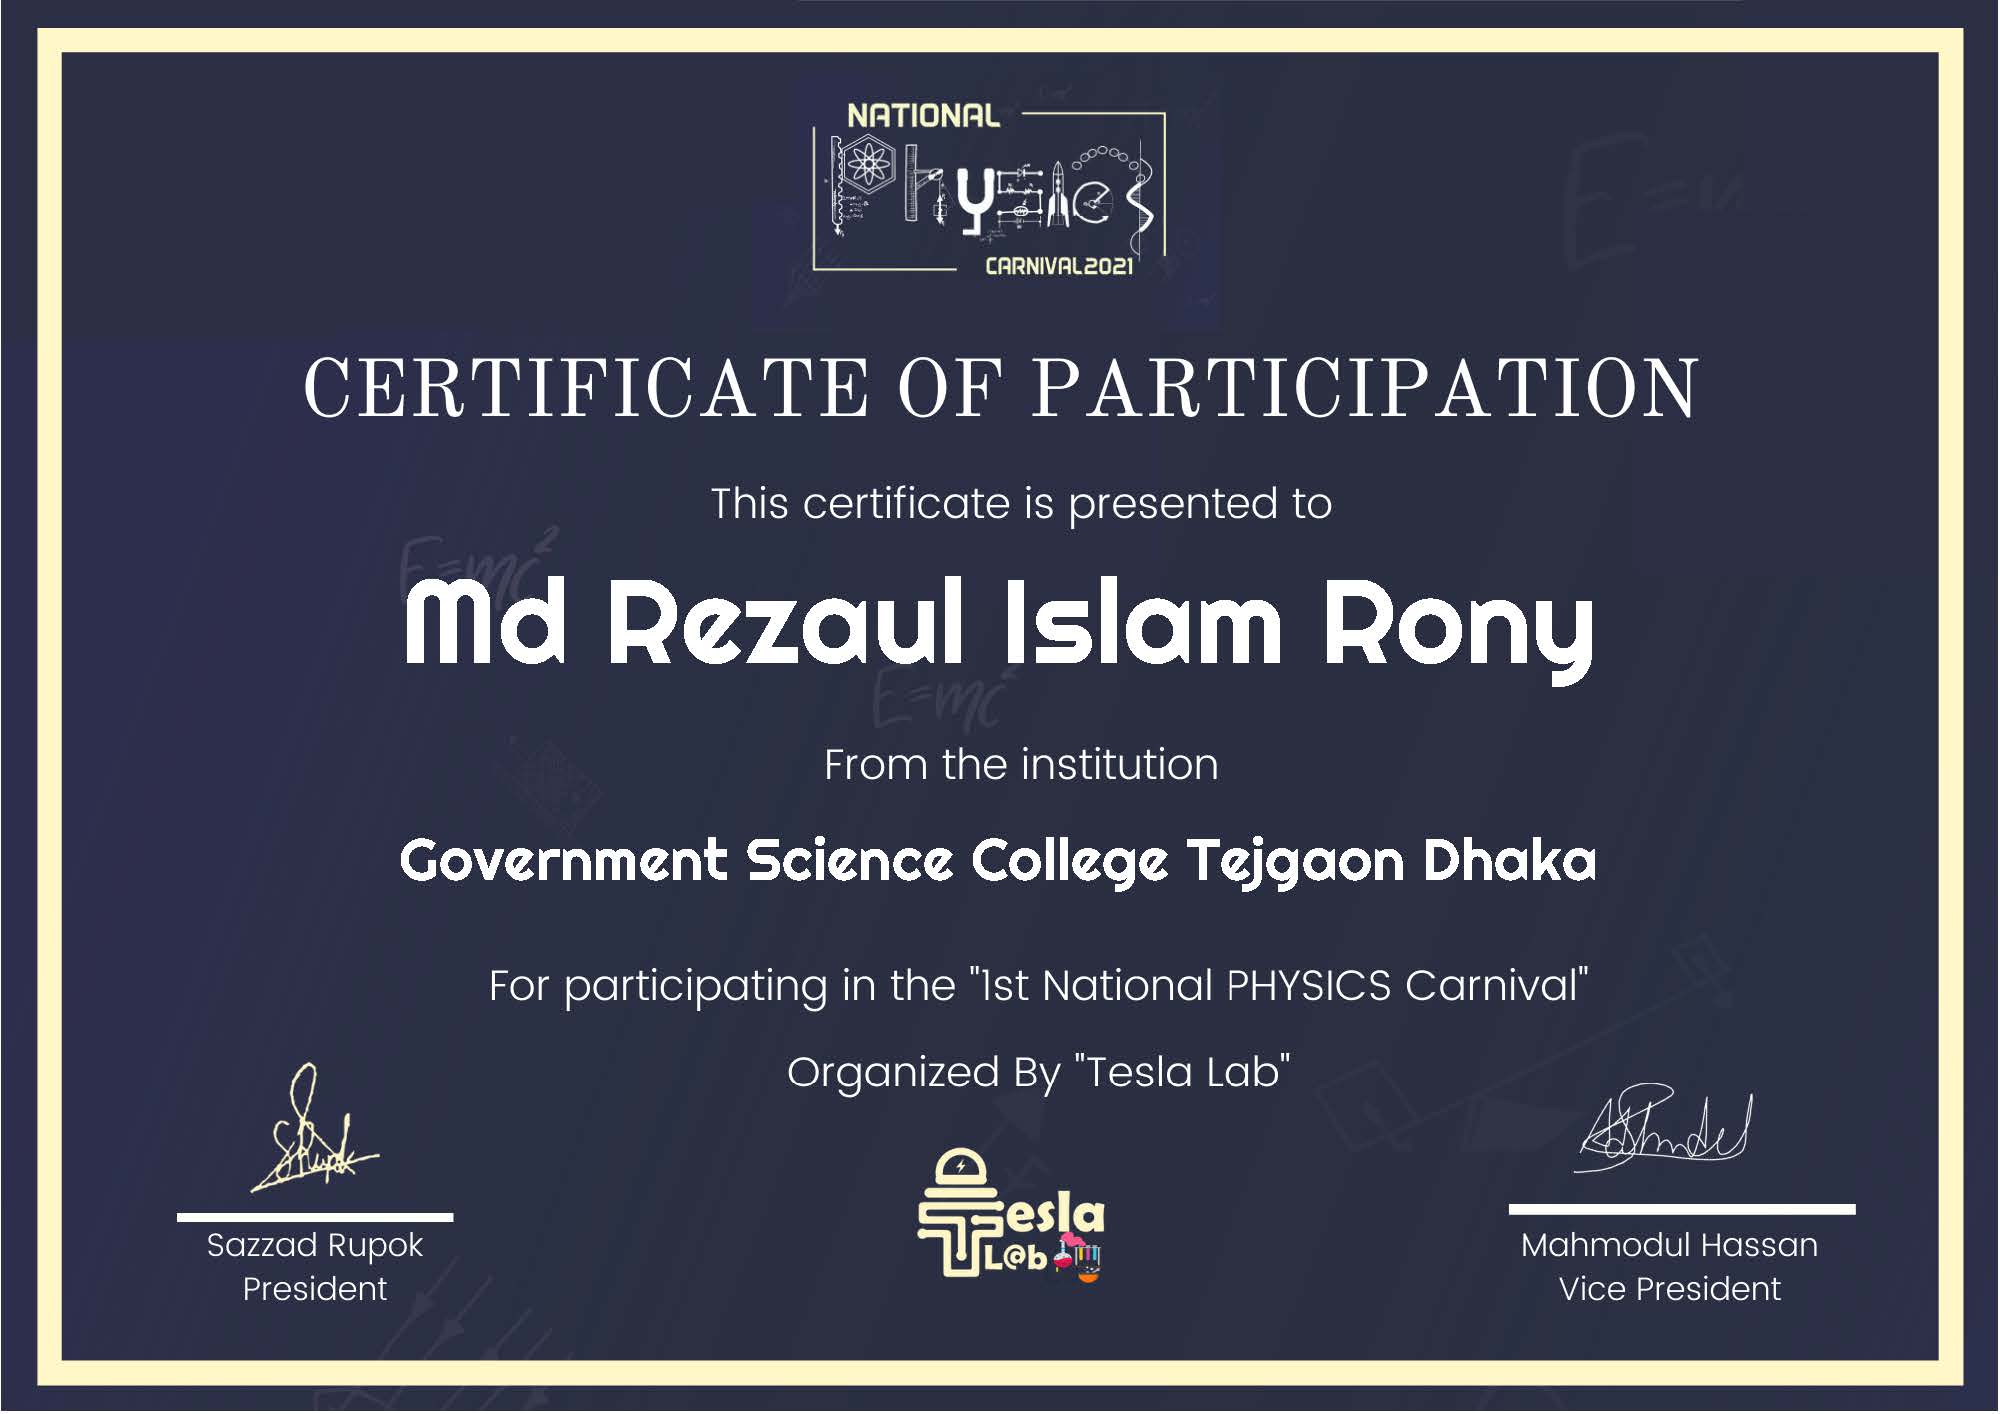 NATIONAL
Physics
CARNIVAL2021
CERTIFICATE OF PARTICIPATION
This certificate is presented to
E=mc²
Md Rezaul Islam Rony
E=mc²
From the institution
Government Science College Tejgaon Dhaka
For participating in the "1st National PHYSICS Carnival"
Organized By "Tesla Lab"
Tesla
L@b
Sazzad Rupok
President
Mahmodul Hassan
Vice President